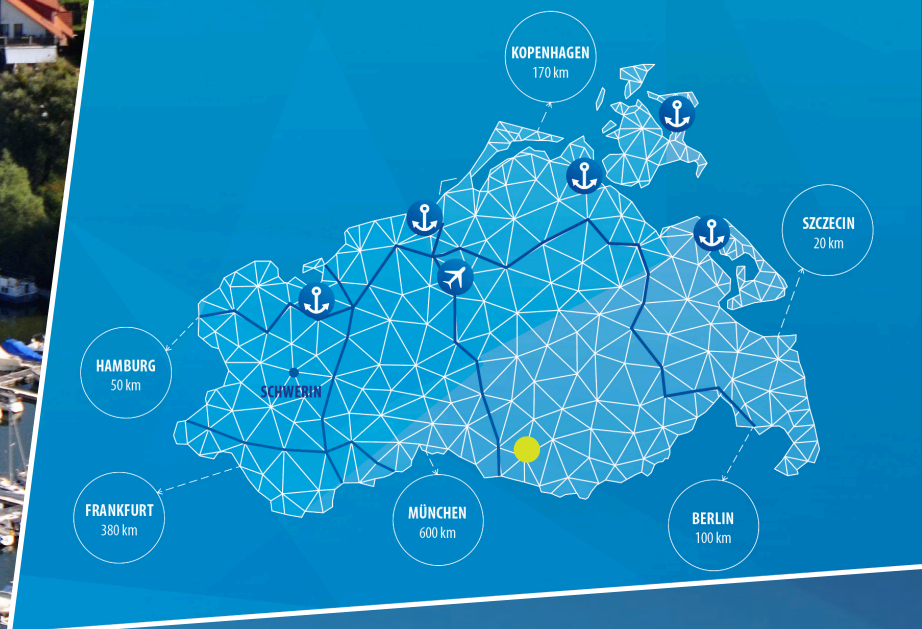 KOPENHAGEN
170 km
SZCZECIN
20 km
HAMBURG
50 km
SCHWERIN
FRANKFURT
380 km
MÜNCHEN
600 km
BERLIN
100 km